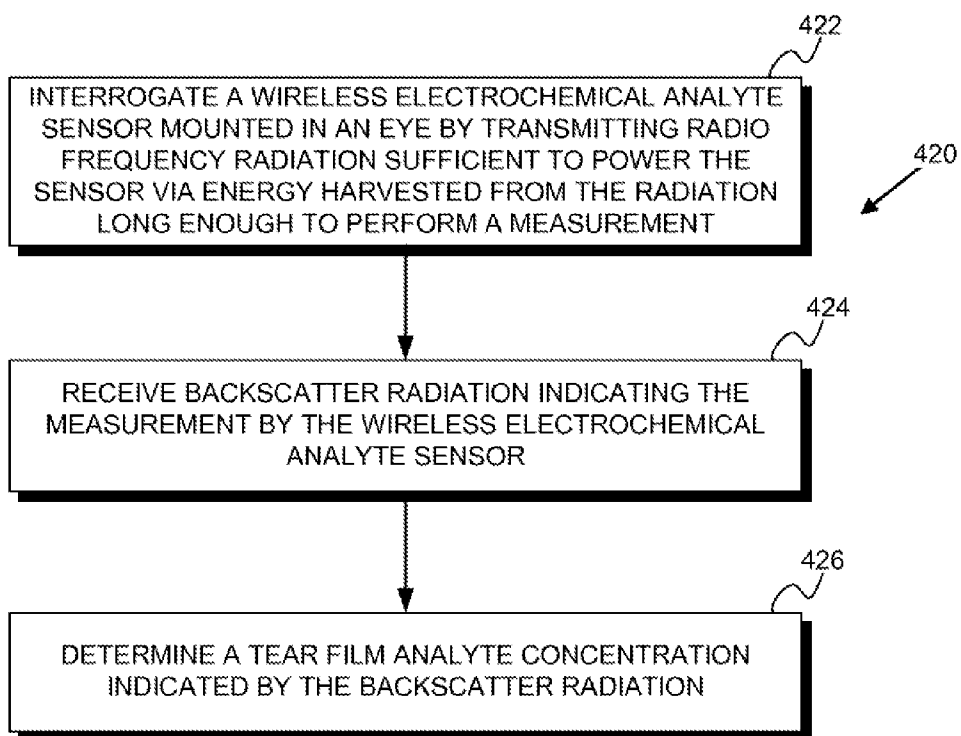 422
INTERROGATE A WIRELESS ELECTROCHEMICAL ANALYTE
SENSOR MOUNTED IN AN EYE BY TRANSMITTING RADIO
FREQUENCY RADIATION SUFFICIENT TO POWER THE
SENSOR VIA ENERGY HARVESTED FROM THE RADIATION
LONG ENOUGH TO PERFORM A MEASUREMENT
420
424
RECEIVE BACKSCATTER RADIATION INDICATING THE
MEASUREMENT BY THE WIRELESS ELECTROCHEMICAL
ANALYTE SENSOR
426
DETERMINE A TEAR FILM ANALYTE CONCENTRATION
INDICATED BY THE BACKSCATTER RADIATION